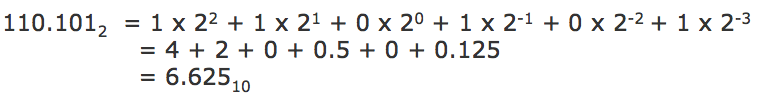 110.101₂ = 1 x 2² + 1 x 2¹ + 0 x 2⁰ + 1 x 2⁻¹ + 0 x 2⁻² + 1 x 2⁻³
= 4 + 2 + 0 + 0.5 + 0 + 0.125
= 6.625₁₀